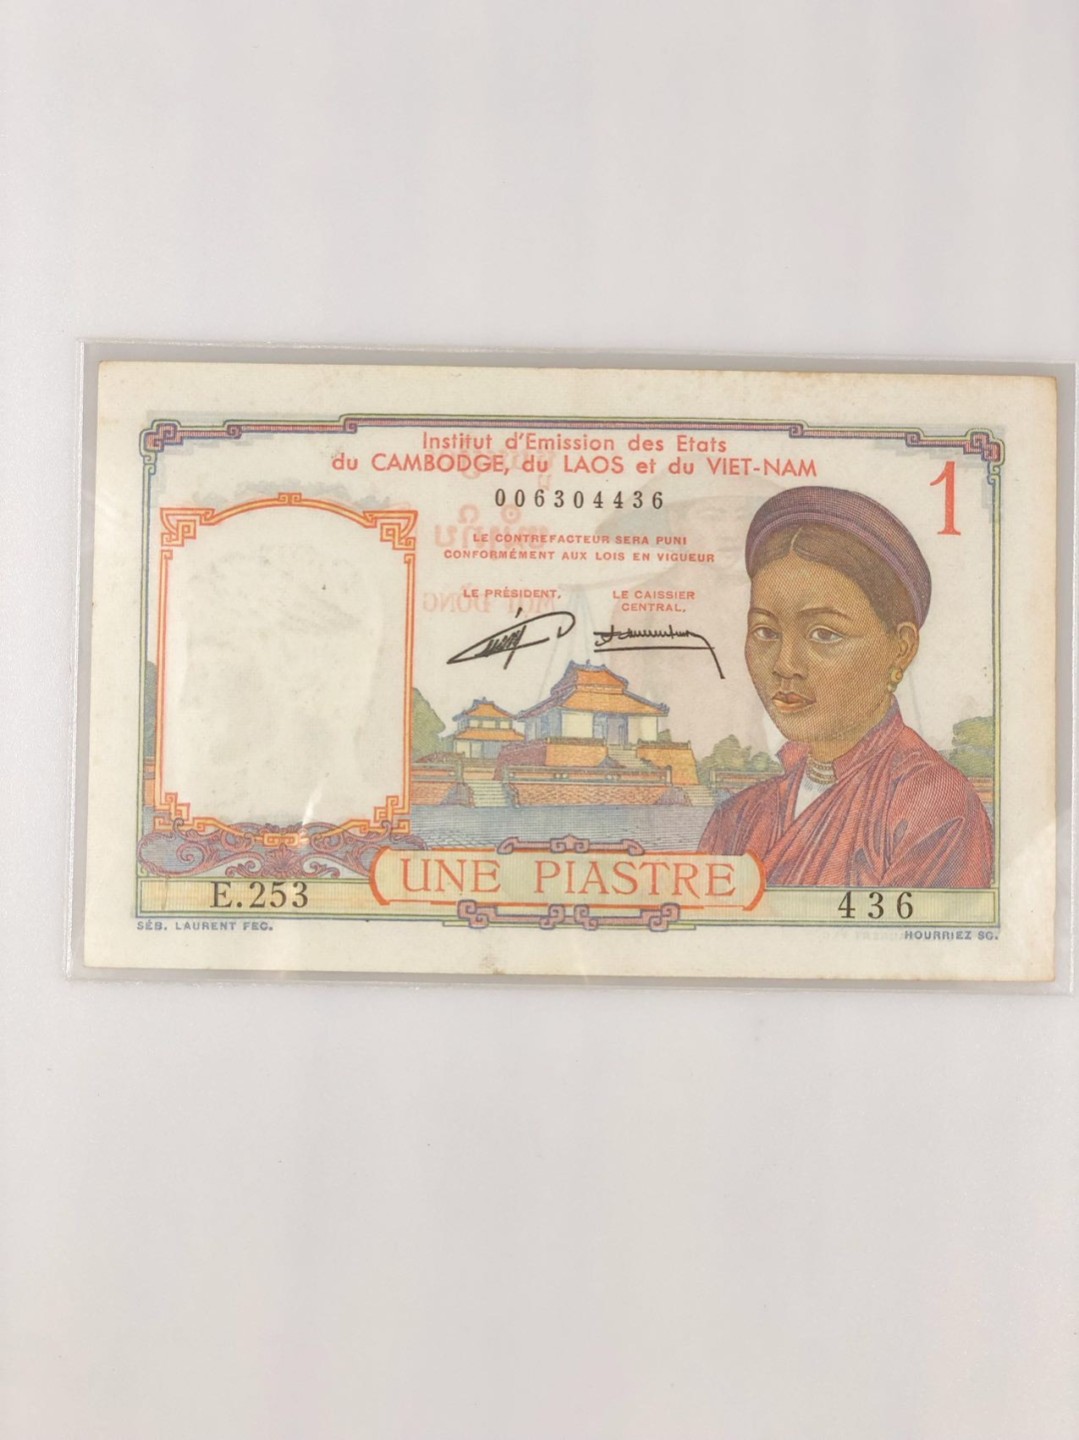 Institut d'Emission des Etats
du CAMBODGE, du LAOS et du VIET-NAM
1
006304436
LE CONTREFACTEUR SERA PUNI
CONFORMÉMENT AUX LOIS EN VIGUEUR
LE PRÉSIDENT,
LE CAISSIER
CENTRAL,
UNE PIASTRE
E.253
436
SÉB. LAURENT FEC.
HOURRIEZ SC.